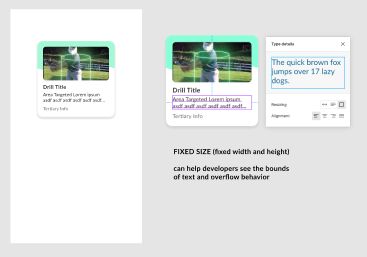 Drill Title
Area Targeted Lorem ipsum
asdf asdf asdf asdf asdf asdf...
Tertiary Info
Drill Title
Area Targeted Lorem ipsum
asdf asdf asdf asdf asdf asdf...
Tertiary Info
Type details
The quick brown fox
jumps over 17 lazy
dogs.
Resizing
Alignment
FIXED SIZE (fixed width and height)
can help developers see the bounds
of text and overflow behavior